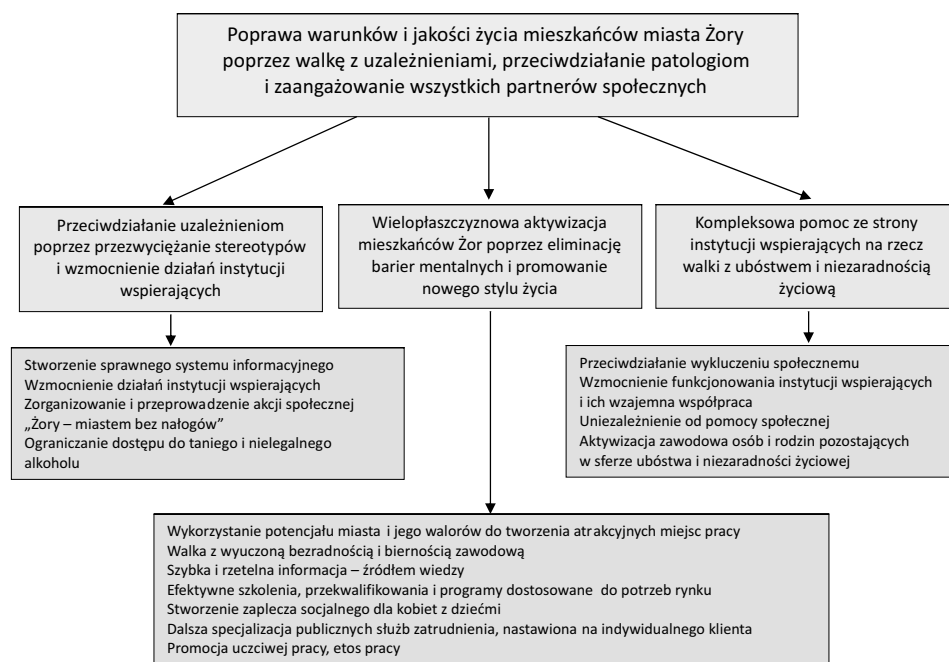 Poprawa warunków i jakości życia mieszkańców miasta Żory
poprzez walkę z uzależnieniami, przeciwdziałanie patologiom
i zaangażowanie wszystkich partnerów społecznych
Przeciwdziałanie uzależnieniom
poprzez przezwyciężanie stereotypów
i wzmocnienie działań instytucji
wspierających
Wielopłaszczyznowa aktywizacja
mieszkańców Żor poprzez eliminację
barier mentalnych i promowanie
nowego stylu życia
Kompleksowa pomoc ze strony
instytucji wspierających na rzecz
walki z ubóstwem i niezaradnością
życiową
Stworzenie sprawnego systemu informacyjnego
Wzmocnienie działań instytucji wspierających
Zorganizowanie i przeprowadzenie akcji społecznej
„Żory – miastem bez nałogów”
Ograniczanie dostępu do taniego i nielegalnego
alkoholu
Przeciwdziałanie wykluczeniu społecznemu
Wzmocnienie funkcjonowania instytucji wspierających
i ich wzajemna współpraca
Uniezależnienie od pomocy społecznej
Aktywizacja zawodowa osób i rodzin pozostających
w sferze ubóstwa i niezaradności życiowej
Wykorzystanie potencjału miasta i jego walorów do tworzenia atrakcyjnych miejsc pracy
Walka z wyuczoną bezradnością i biernością zawodową
Szybka i rzetelna informacja – źródłem wiedzy
Efektywne szkolenia, przekwalifikowania i programy dostosowane do potrzeb rynku
Stworzenie zaplecza socjalnego dla kobiet z dziećmi
Dalsza specjalizacja publicznych służb zatrudnienia, nastawiona na indywidualnego klienta
Promocja uczciwej pracy, etos pracy